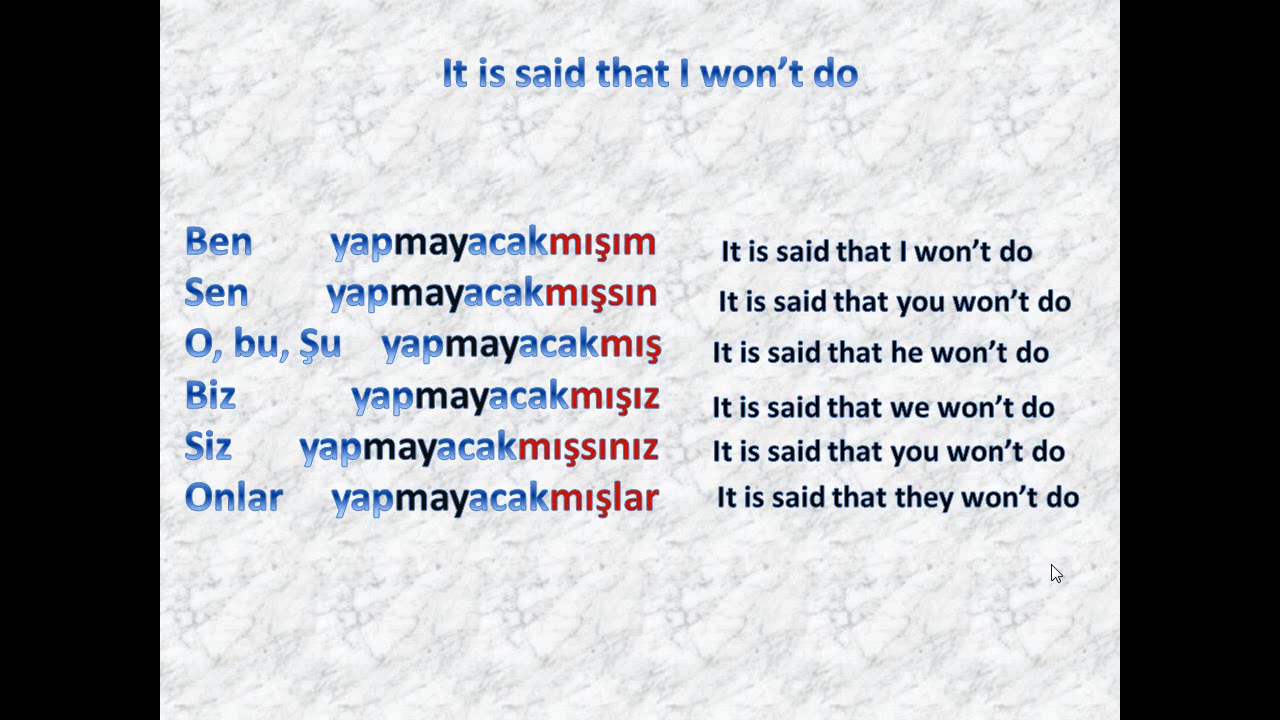 It is said that I won’t do
Ben yapmayacakmışım It is said that I won’t do
Sen yapmayacakmışsın It is said that you won’t do
O, bu, Şu yapmayacakmış It is said that he won’t do
Biz yapmayacakmışız It is said that we won’t do
Siz yapmayacakmışsınız It is said that you won’t do
Onlar yapmayacakmışlar It is said that they won’t do